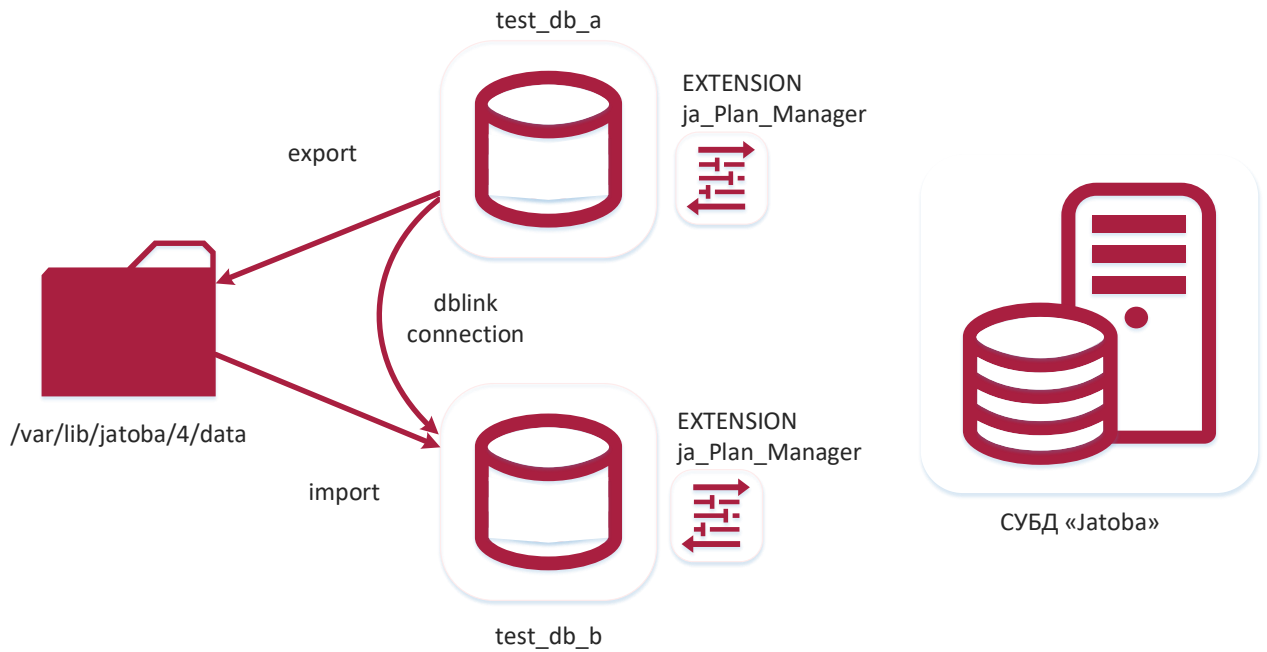 test_db_a
EXTENSION
ja_Plan_Manager
export
dblink
connection
/var/lib/jatoba/4/data
EXTENSION
ja_Plan_Manager
import
СУБД «Jatoba»
test_db_b